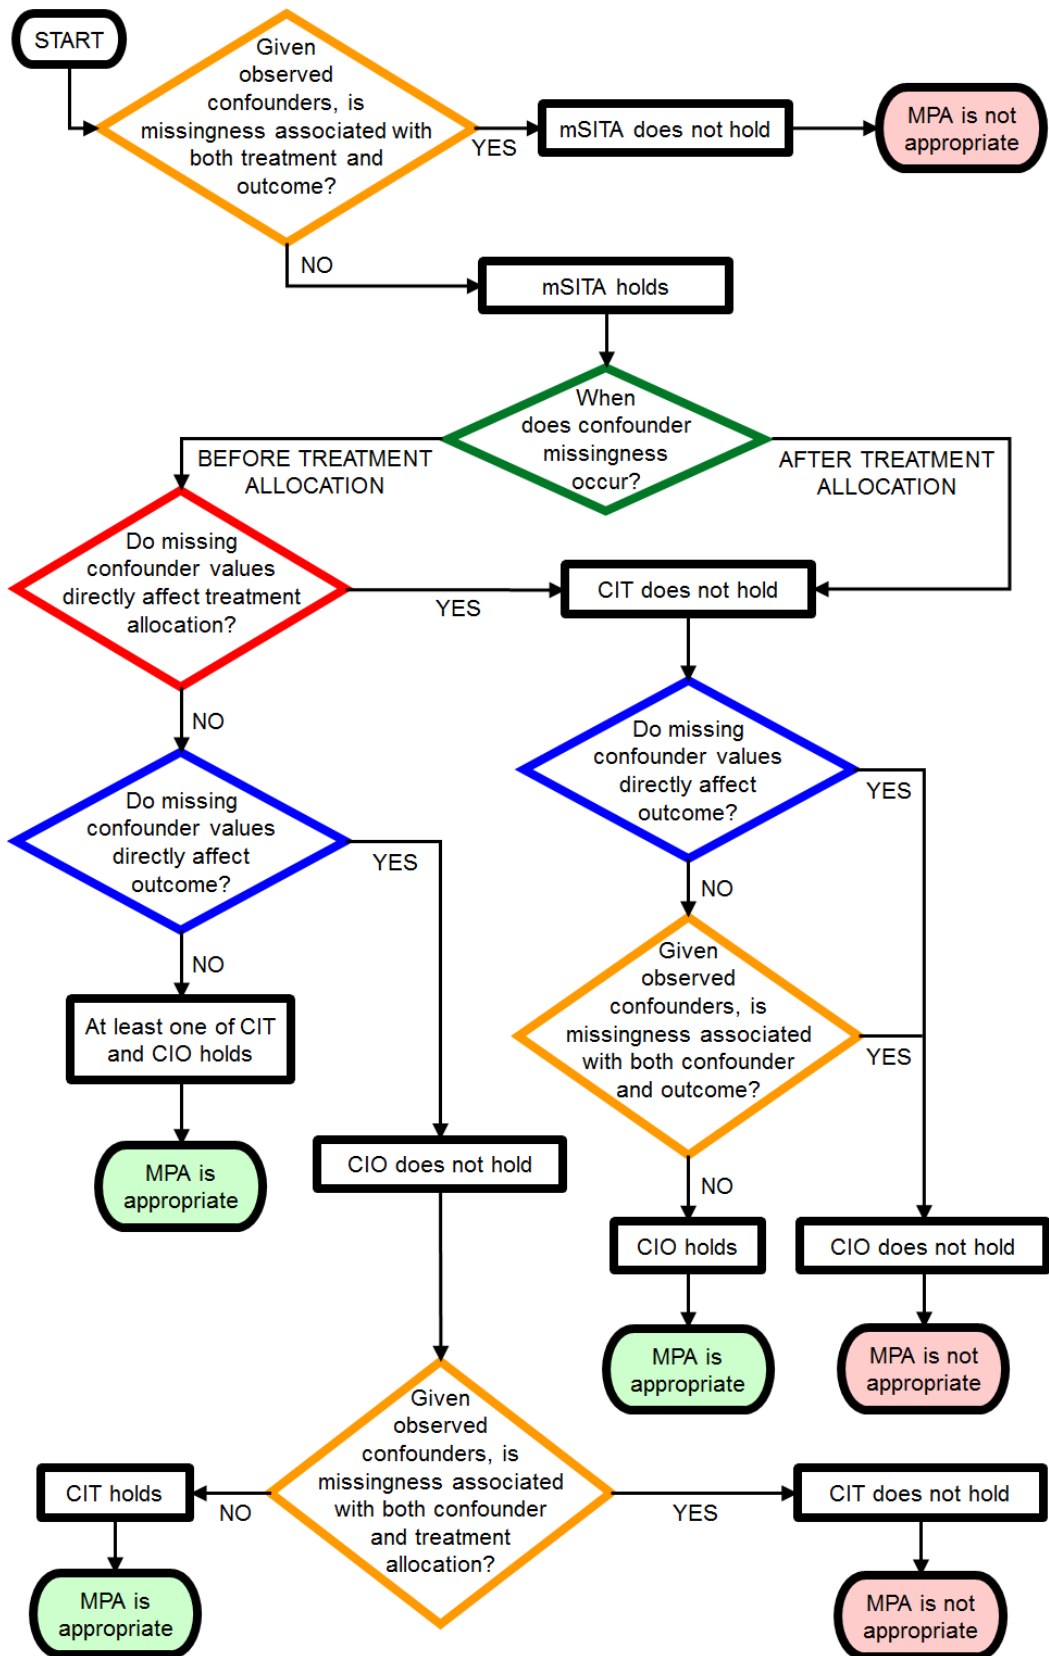 START
Given
observed
confounders, is
missingness associated with
both treatment and
outcome?
YES
mSITA does not hold
MPA is not
appropriate
NO
mSITA holds
When
does confounder
missingness
occur?
BEFORE TREATMENT
ALLOCATION
AFTER TREATMENT
ALLOCATION
Do missing
confounder values
directly affect treatment
allocation?
YES
CIT does not hold
NO
Do missing
confounder values
directly affect
outcome?
YES
Do missing
confounder values
directly affect
outcome?
YES
NO
NO
Given
observed
confounders, is
missingness associated
with both confounder
and outcome?
YES
At least one of CIT
and CIO holds
MPA is
appropriate
CIO does not hold
NO
CIO holds
CIO does not hold
MPA is
appropriate
MPA is not
appropriate
Given
observed
confounders, is
missingness associated
with both confounder
and treatment
allocation?
NO
CIT holds
YES
CIT does not hold
MPA is
appropriate
MPA is not
appropriate